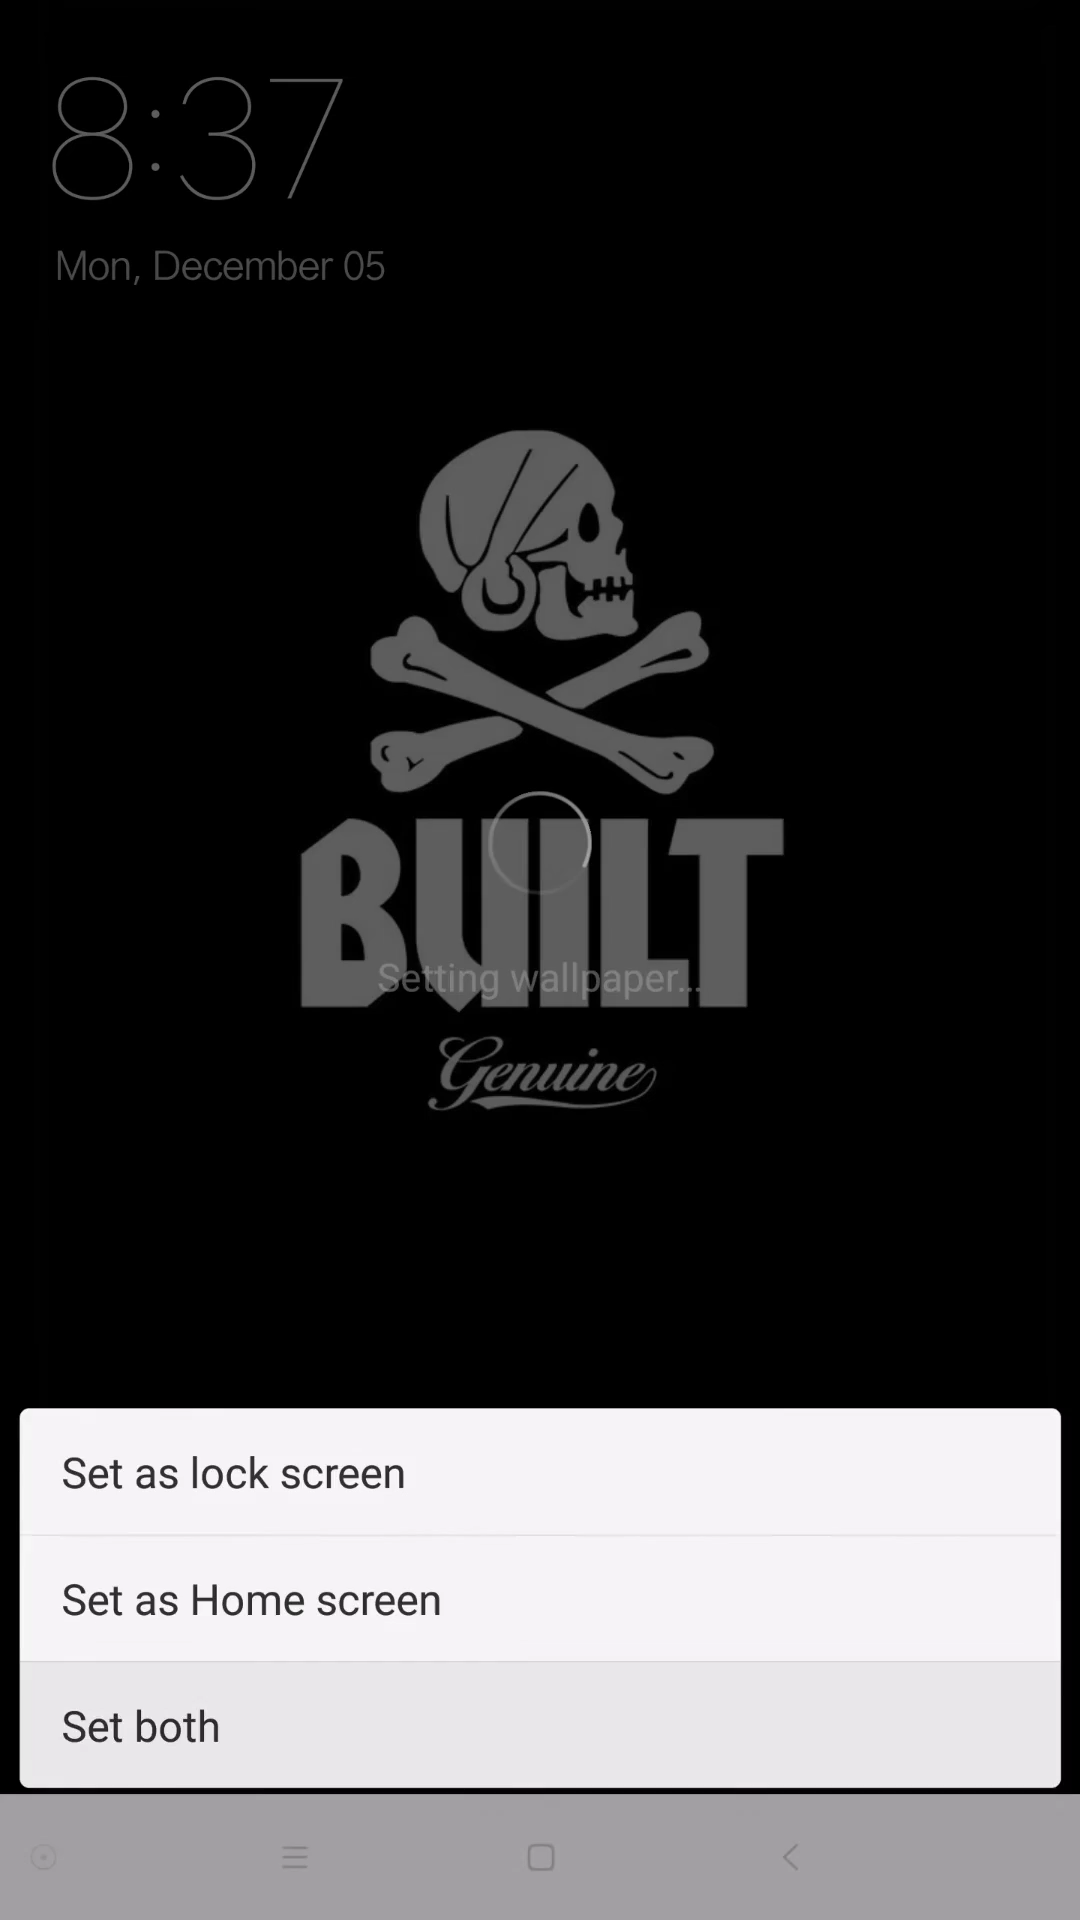 8:37
Mon, December 05
BUILT
Setting wallpaper...
Genuine
Set as lock screen
Set as Home screen
Set both